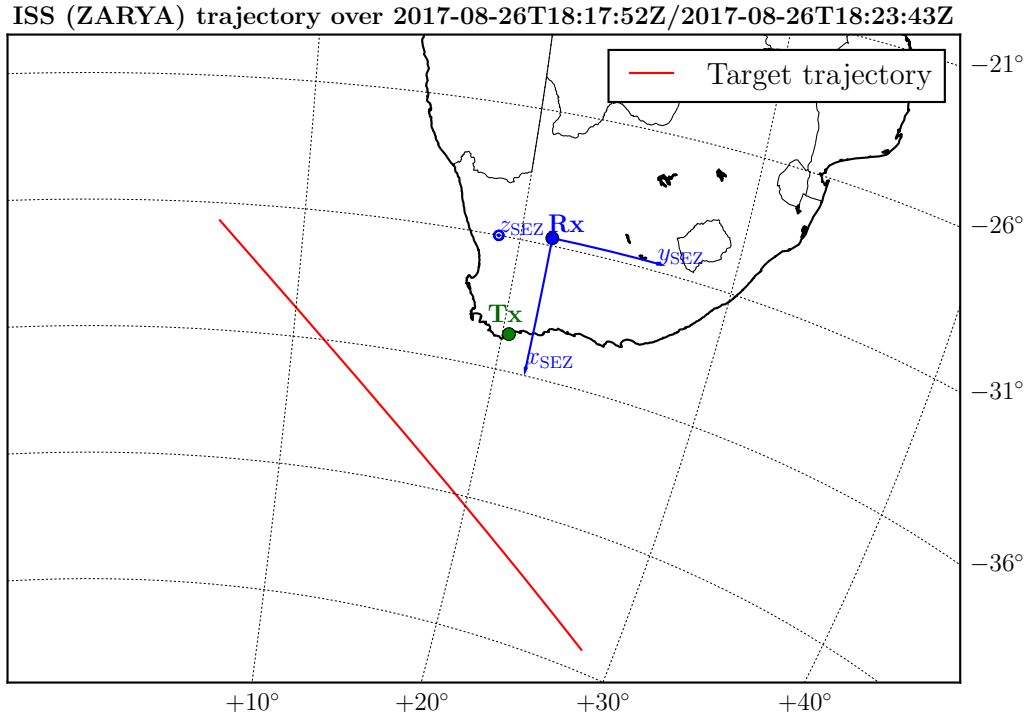 ISS (ZARYA) trajectory over 2017-08-26T18:17:52Z/2017-08-26T18:23:43Z
Target trajectory
−21°
−26°
−31°
−36°
zSEZ
Rx
ySEZ
Tx
xSEZ
+10°
+20°
+30°
+40°